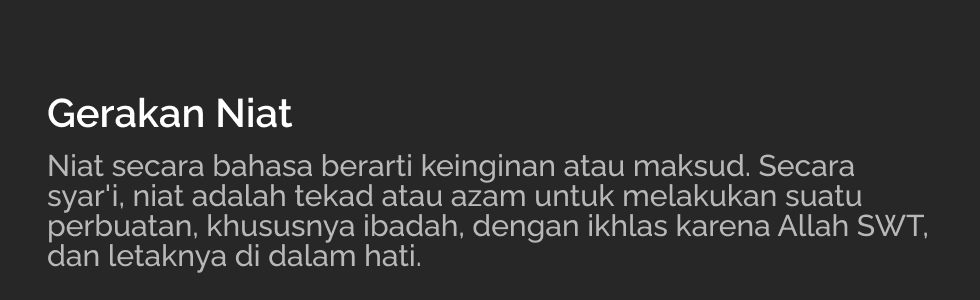 Gerakan Niat
Niat secara bahasa berarti keinginan atau maksud. Secara
syar'i, niat adalah tekad atau azam untuk melakukan suatu
perbuatan, khususnya ibadah, dengan ikhlas karena Allah SWT,
dan letaknya di dalam hati.